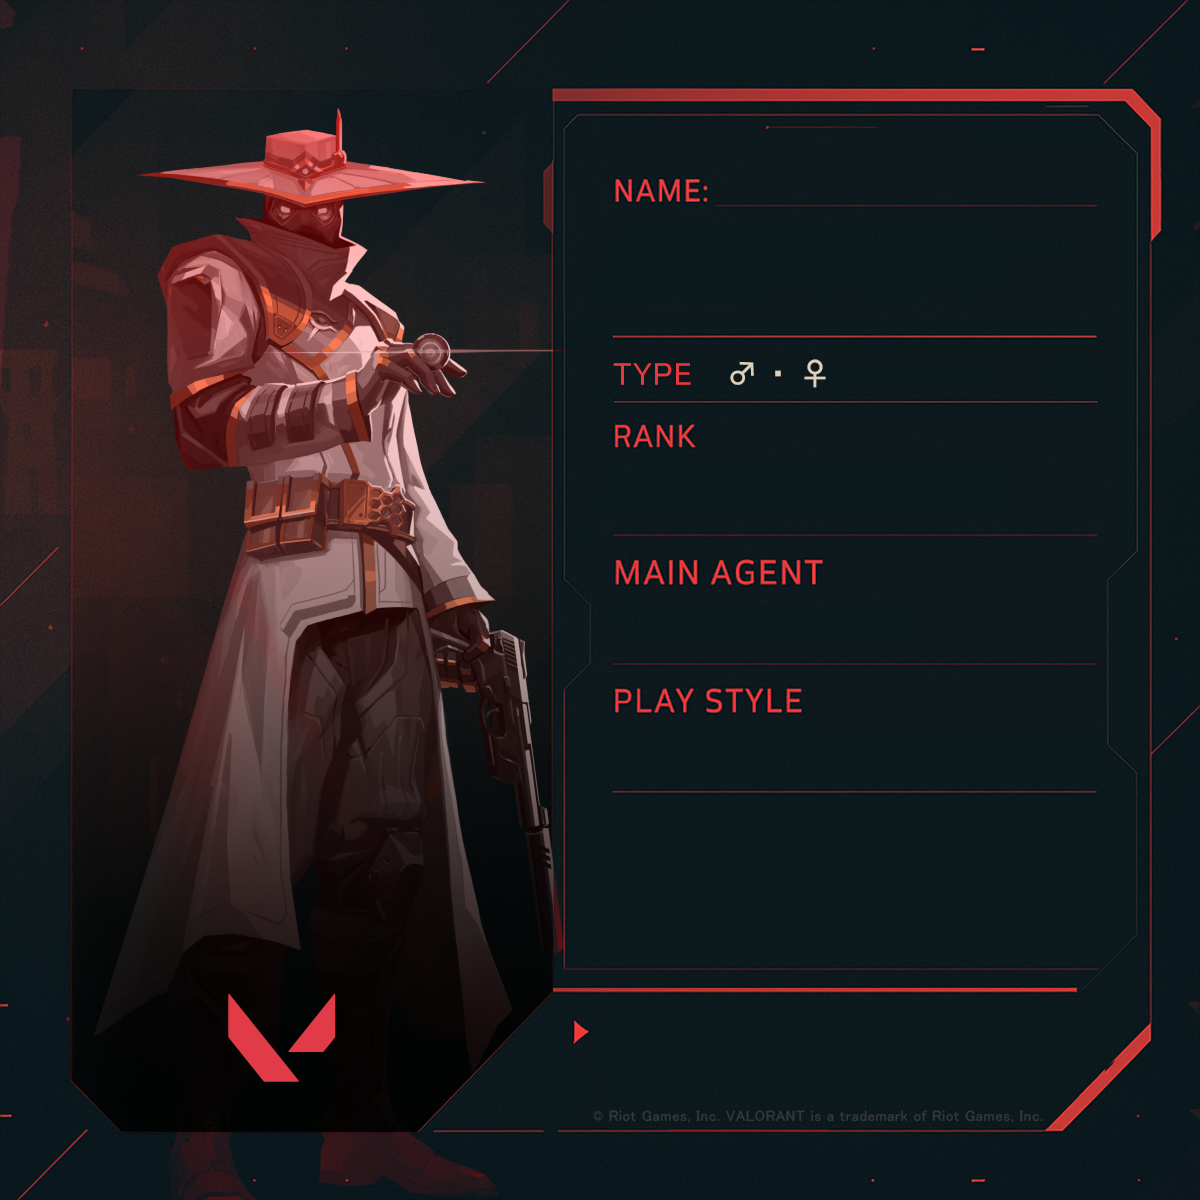 NAME:
TYPE ♂ · ♀
RANK
MAIN AGENT
PLAY STYLE
© Riot Games, Inc. VALORANT is a trademark of Riot Games, Inc.